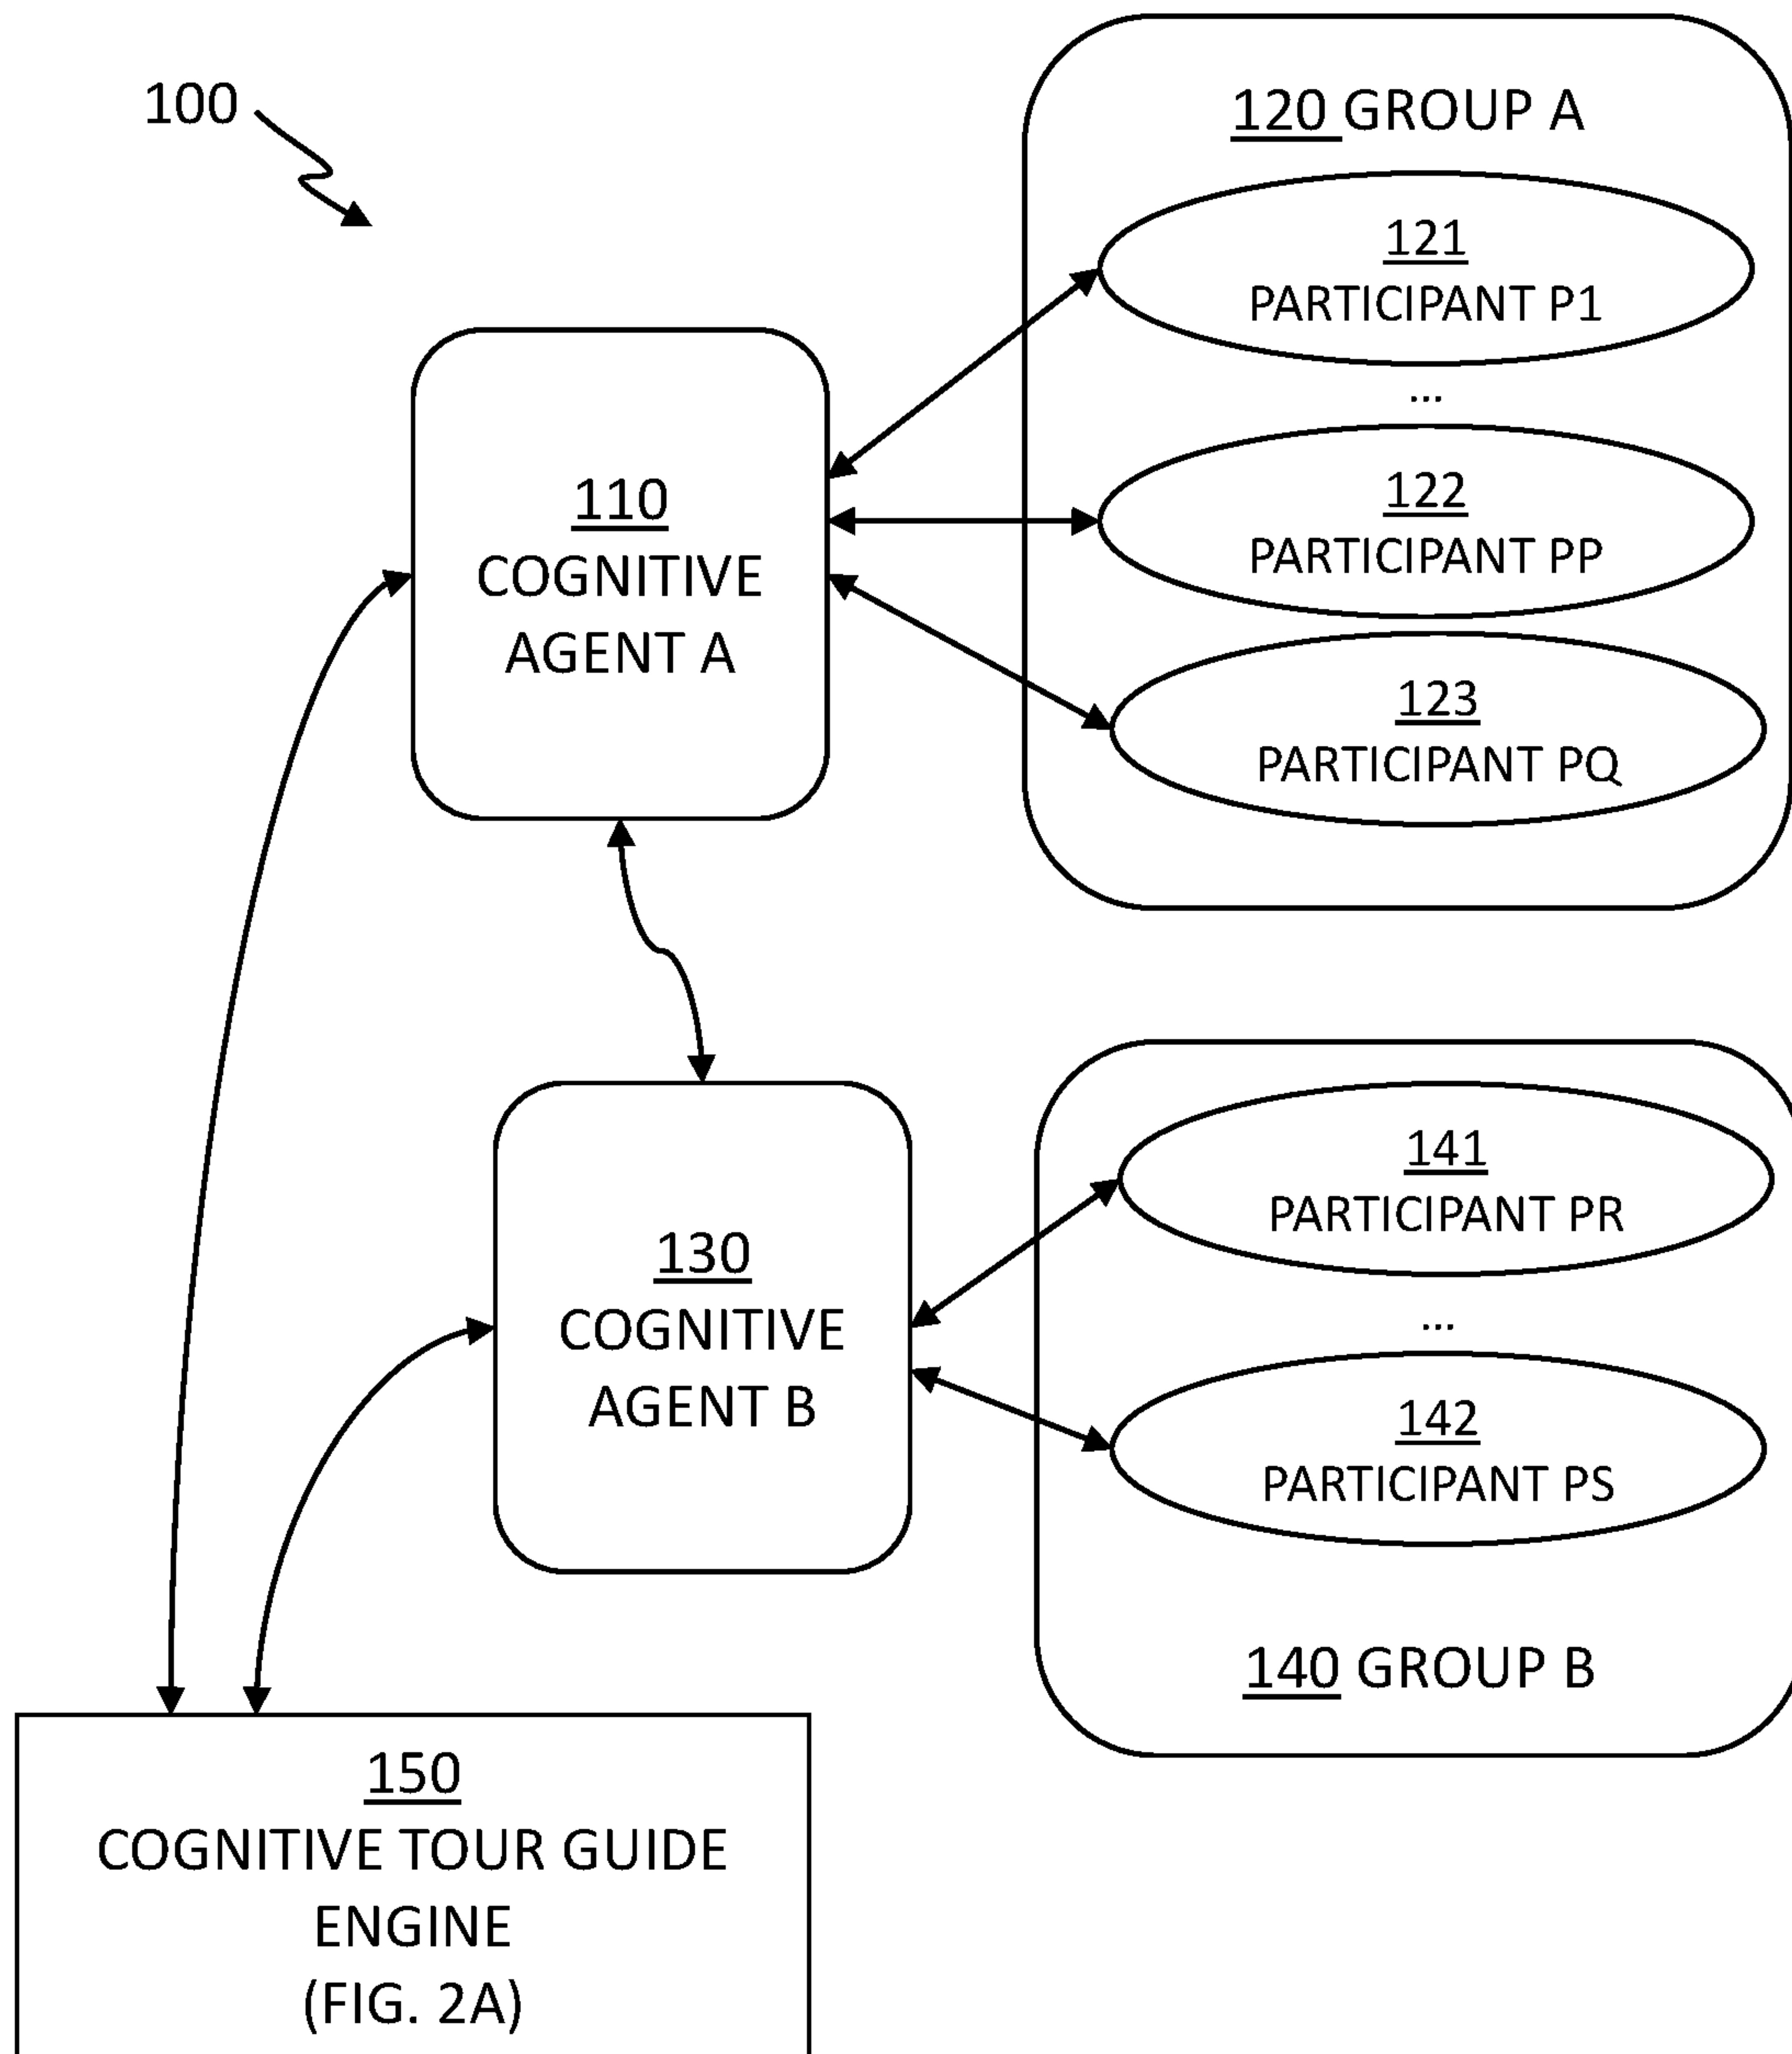 100
120 GROUP A
121
PARTICIPANT P1
...
122
PARTICIPANT PP
123
PARTICIPANT PQ
110
COGNITIVE
AGENT A
130
COGNITIVE
AGENT B
141
PARTICIPANT PR
...
142
PARTICIPANT PS
140 GROUP B
150
COGNITIVE TOUR GUIDE
ENGINE
(FIG. 2A)